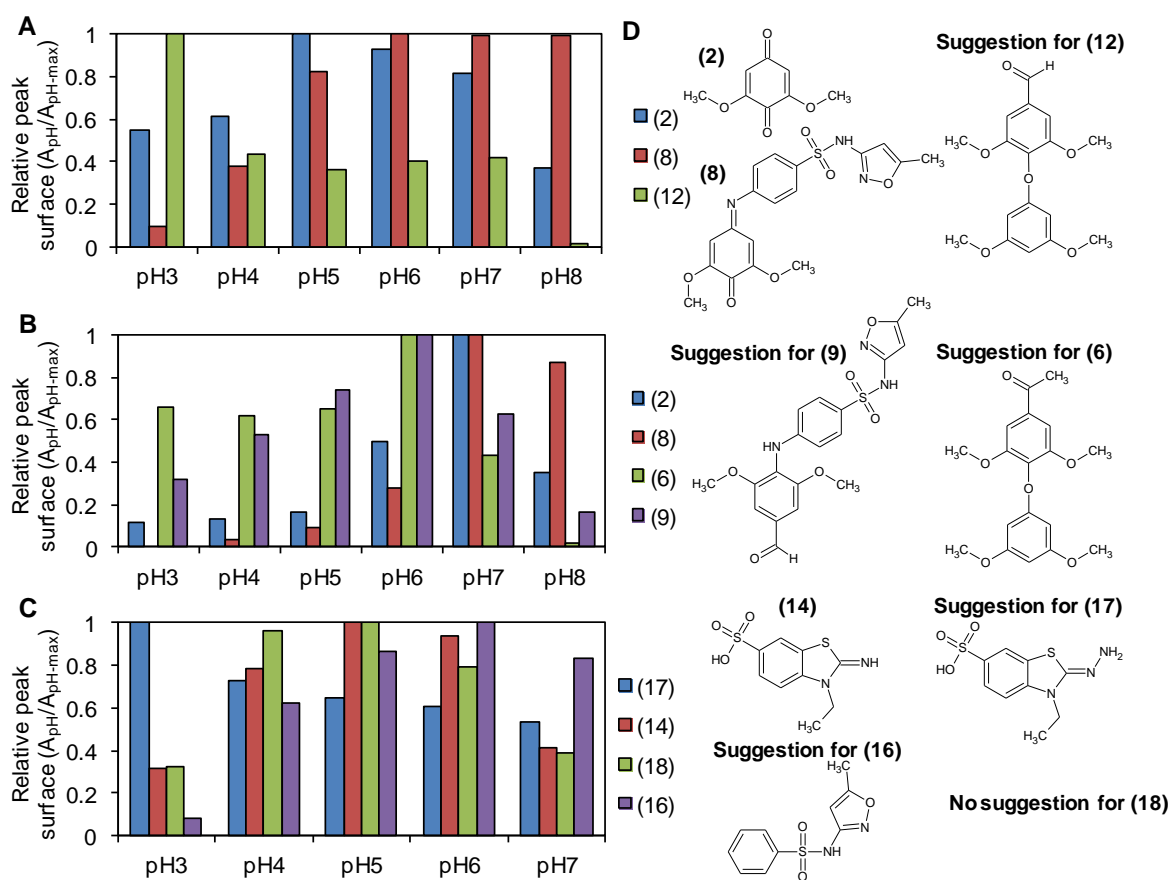 A
Relative peak
surface (ApH/ApH-max)
1
0.8
0.6
0.4
0.2
0
pH3 pH4 pH5 pH6 pH7 pH8
(2)
(8)
(12)
B
Relative peak
surface (ApH/ApH-max)
1
0.8
0.6
0.4
0.2
0
pH3 pH4 pH5 pH6 pH7 pH8
(2)
(8)
(6)
(9)
C
Relative peak
surface (ApH/ApH-max)
1
0.8
0.6
0.4
0.2
0
pH3 pH4 pH5 pH6 pH7
(17)
(14)
(18)
(16)
D
(2)
O
H3C O O CH3
O
(8)
O NH CH3
S
O N O
N
O O CH3
CH3 O
Suggestion for (12)
O H
H3C O O CH3
O
H3C O O CH3
Suggestion for (9)
CH3
O
N
NH
O S
O
HN
H3C O O CH3
O H
Suggestion for (6)
O CH3
H3C O O CH3
O
H3C O O CH3
(14)
O
O S
HO
S
NH
N
CH3
Suggestion for (17)
O
O S
HO
S NH2
N
N
H3C
Suggestion for (16)
H3C
O
O N
S NH
O
No suggestion for (18)